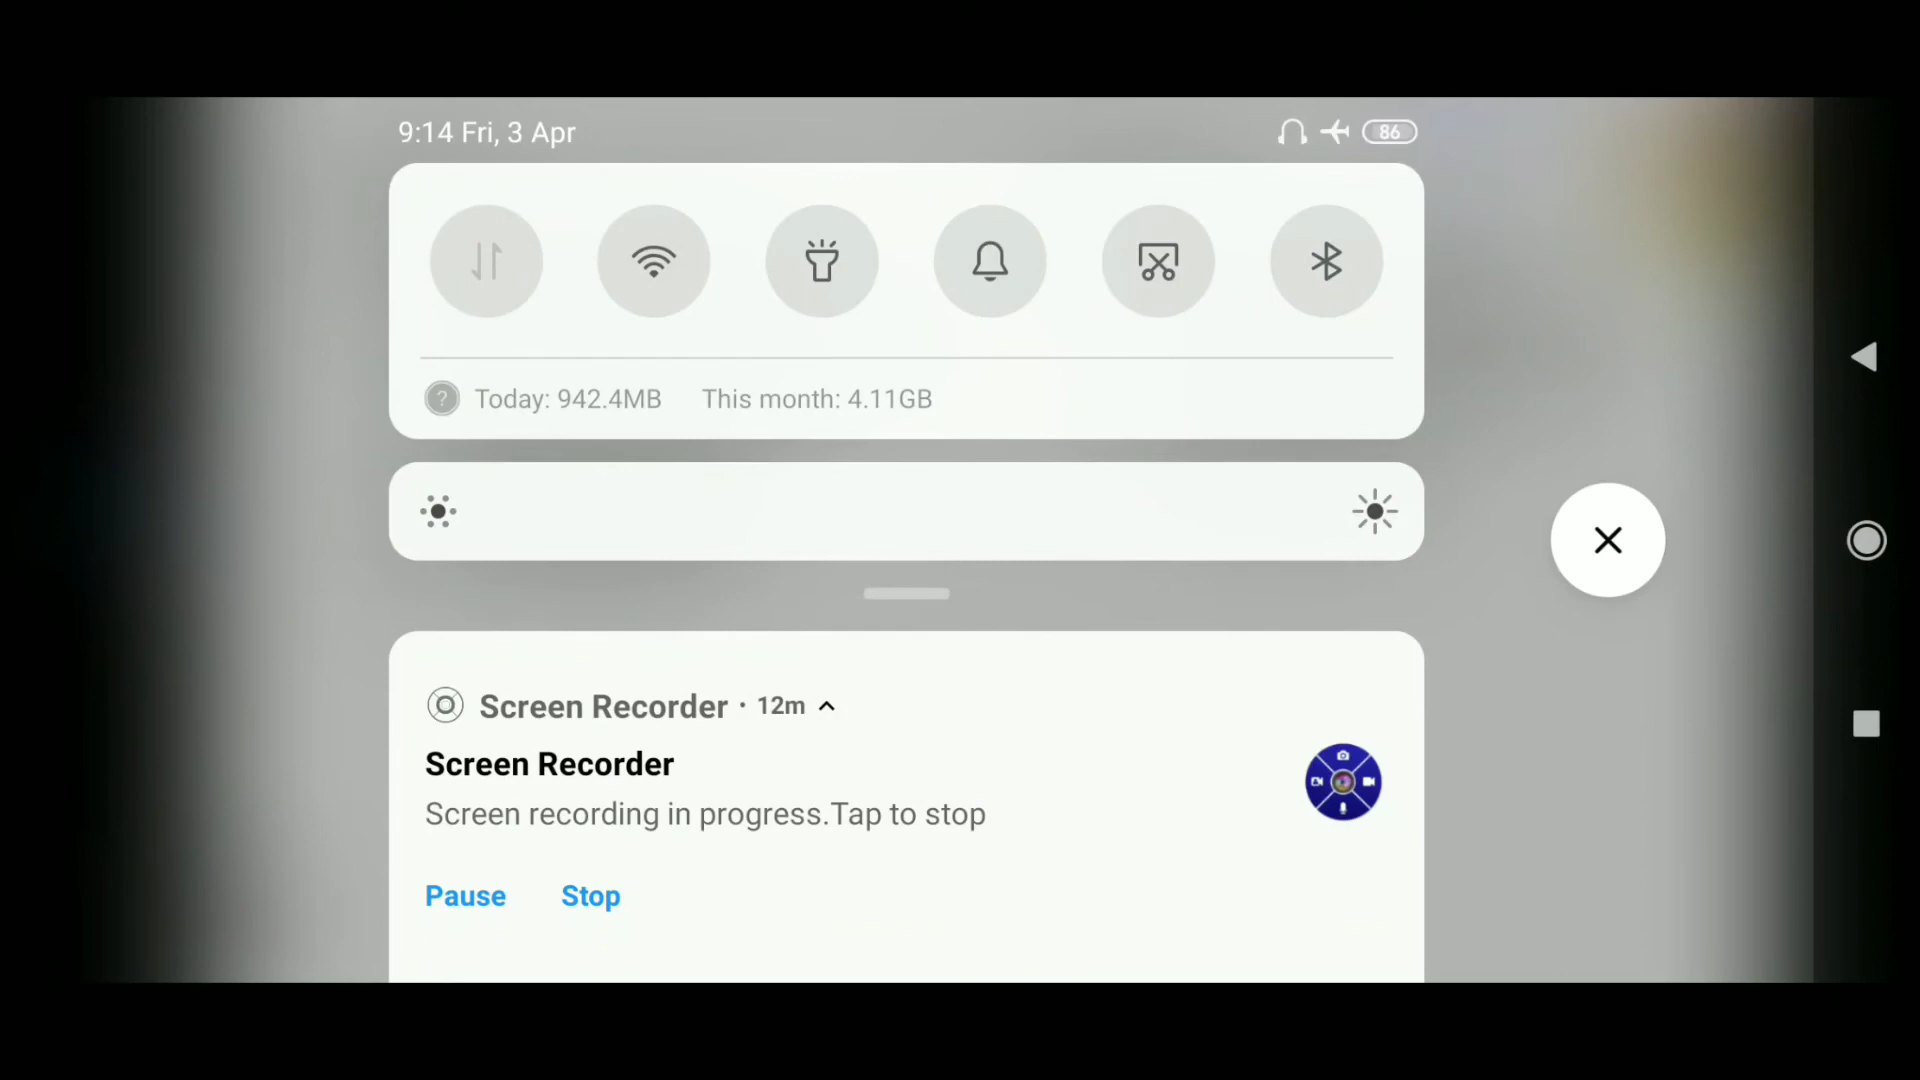 9:14 Fri, 3 Apr
86
? Today: 942.4MB This month: 4.11GB
Screen Recorder · 12m
Screen Recorder
Screen recording in progress.Tap to stop
Pause Stop